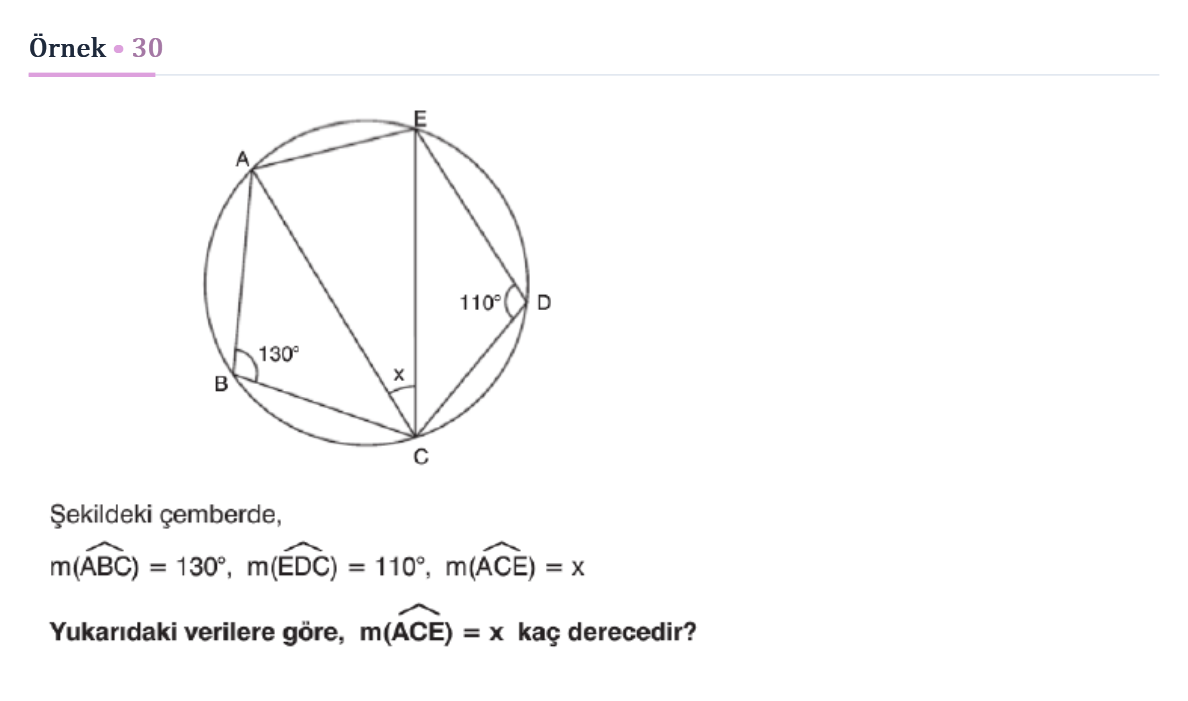 Örnek • 30
E
A
110°
D
130°
x
B
C
Şekildeki çemberde,
m(ABC) = 130°, m(EDC) = 110°, m(ACE) = x
Yukarıdaki verilere göre, m(ACE) = x kaç derecedir?